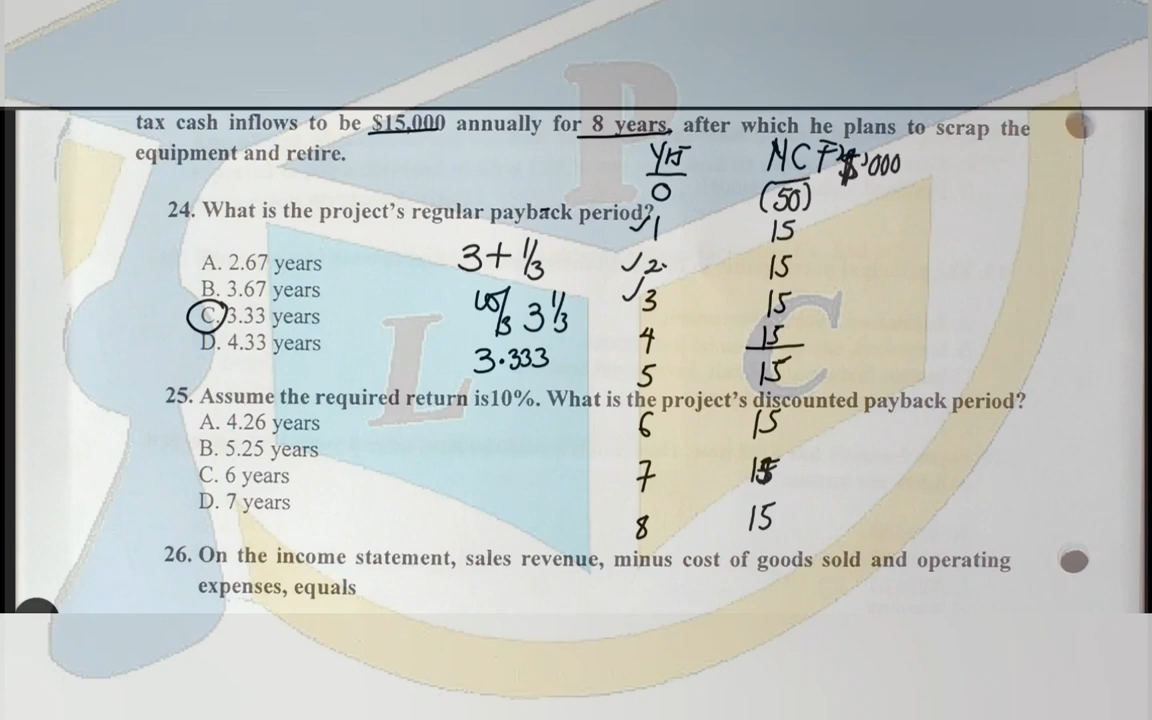 tax cash inflows to be $15,000 annually for 8 years, after which he plans to scrap the
equipment and retire.
Yrs NCF $'000
0 (50)
24. What is the project's regular payback period?
1 15
A. 2.67 years 3+1/3 2 15
B. 3.67 years 3 15
C. 3.33 years 10/3 3 1/3
D. 4.33 years 4 15
3.333 5 15
25. Assume the required return is10%. What is the project's discounted payback period?
A. 4.26 years 6 15
B. 5.25 years
C. 6 years 7 15
D. 7 years
8 15
26. On the income statement, sales revenue, minus cost of goods sold and operating
expenses, equals
P
L
C